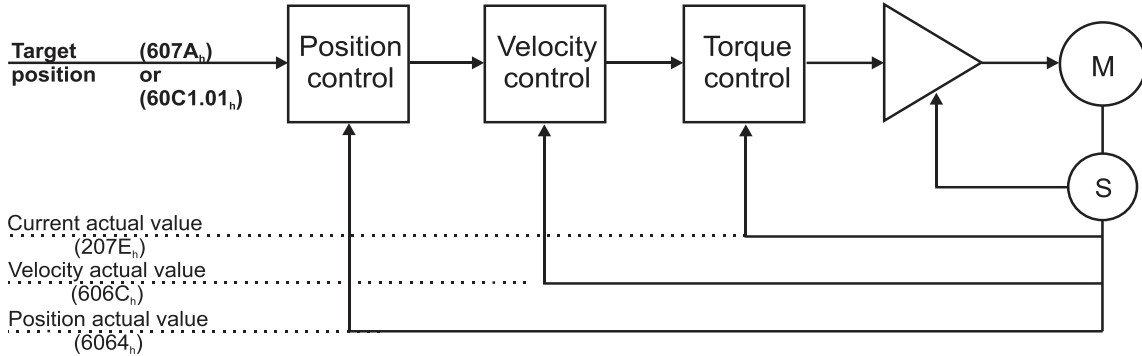 Target position
(607Ah)
or
(60C1.01h)
Position control
Velocity control
Torque control
M
S
Current actual value
(207Eh)
Velocity actual value
(606Ch)
Position actual value
(6064h)